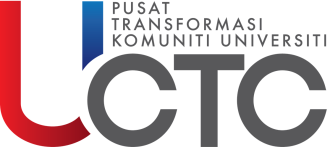 PUSAT
TRANSFORMASI
KOMUNITI UNIVERSITI
UCTC